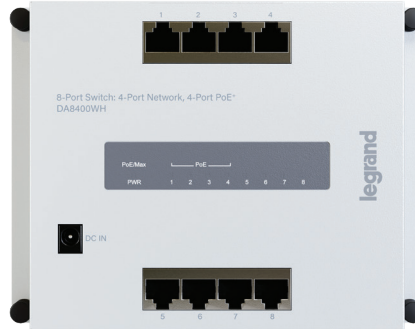 1 2 3 4
8-Port Switch: 4-Port Network, 4-Port PoE+
DA8400WH
legrand
PoE/Max PoE
PWR 1 2 3 4 5 6 7 8
DC IN
5 6 7 8